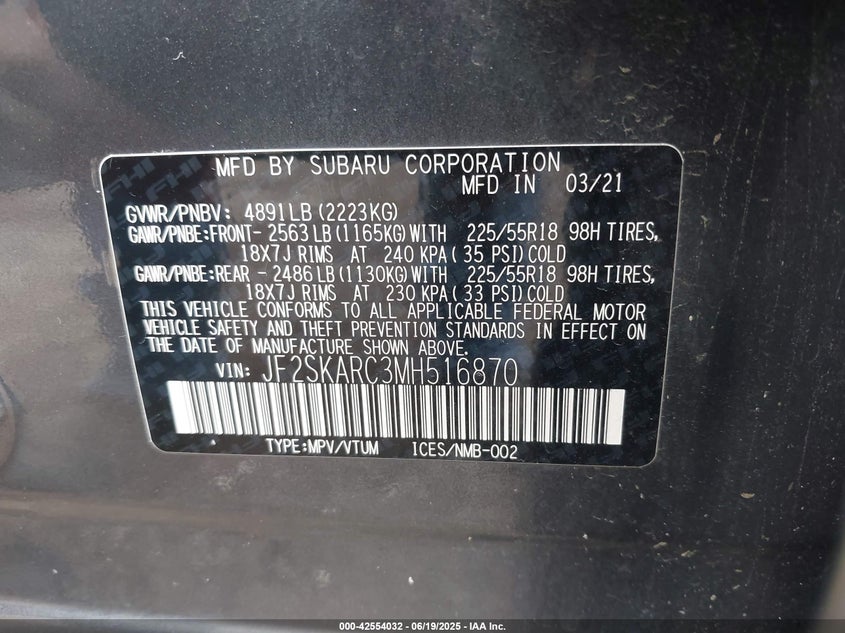 MFD BY SUBARU CORPORATION
MFD IN 03/21
GVWR/PNBV: 4891LB (2223KG)
GAWR/PNBE:FRONT- 2563 LB (1165KG) WITH 225/55R18 98H TIRES,
18X7J RIMS AT 240 KPA ( 35 PSI) COLD
GAWR/PNBE:REAR - 2486 LB (1130KG) WITH 225/55R18 98H TIRES,
18X7J RIMS AT 230 KPA ( 33 PSI) COLD
THIS VEHICLE CONFORMS TO ALL APPLICABLE FEDERAL MOTOR
VEHICLE SAFETY AND THEFT PREVENTION STANDARDS IN EFFECT ON
THE DATE OF MANUFACTURE SHOWN ABOVE.
VIN: JF2SKARC3MH516870
TYPE:MPV/VTUM ICES/NMB-002
000-42554032 - 06/19/2025 - IAA Inc.